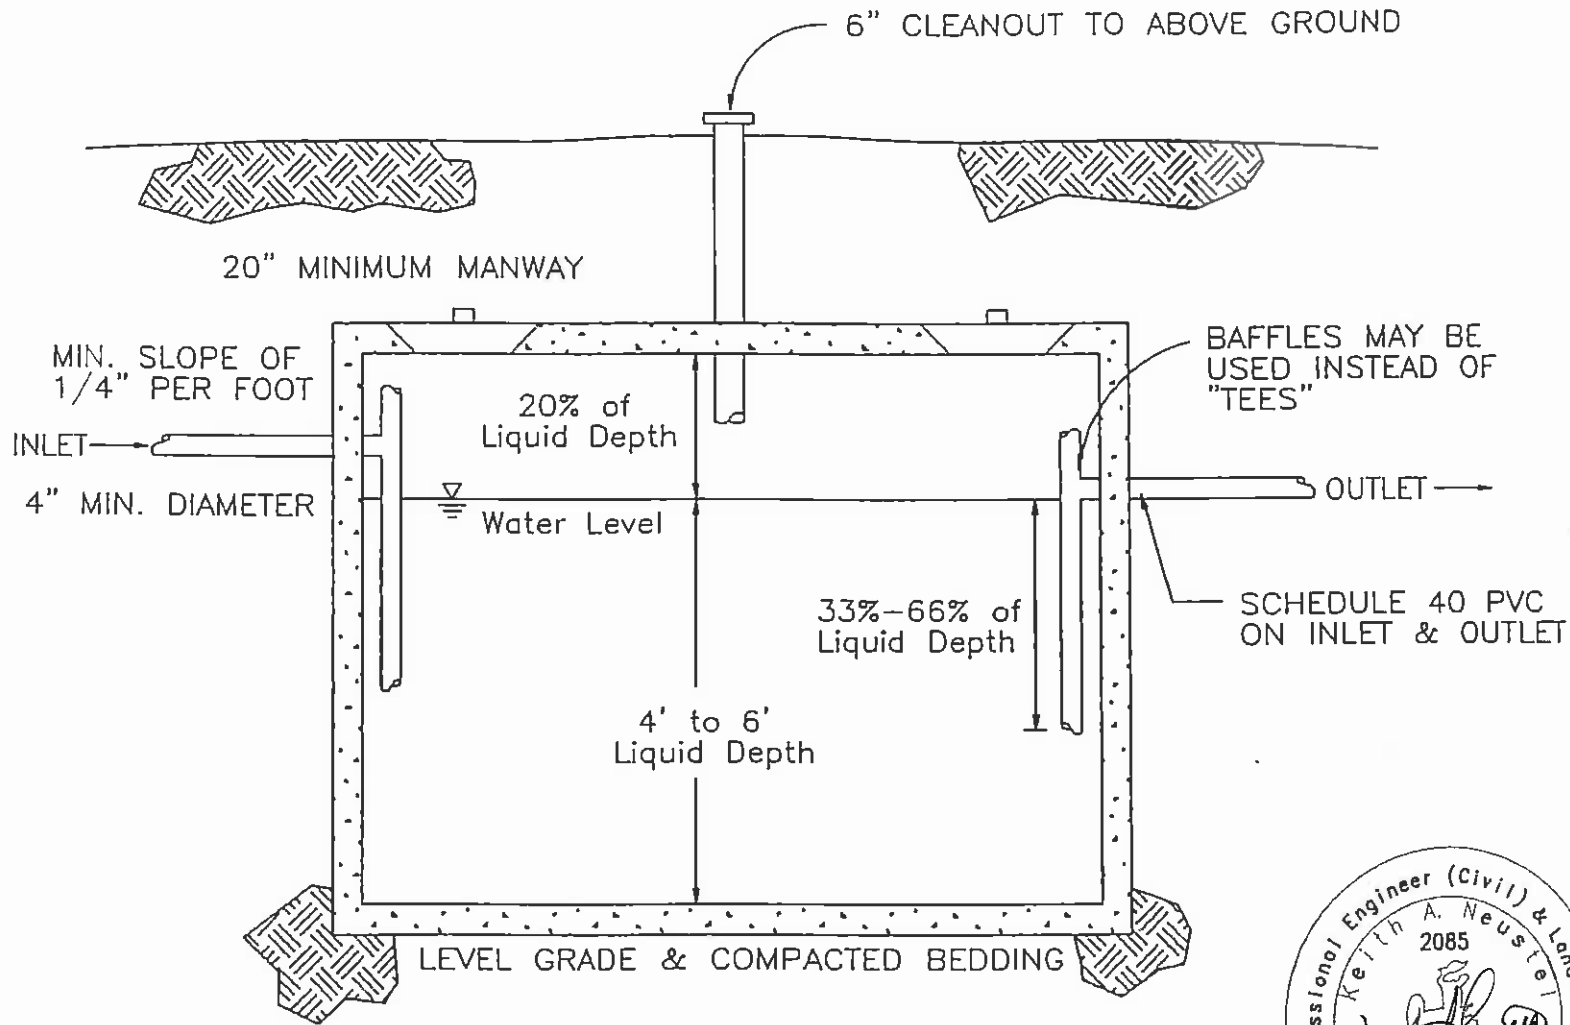 6" CLEANOUT TO ABOVE GROUND
20" MINIMUM MANWAY
MIN. SLOPE OF
1/4" PER FOOT
INLET
4" MIN. DIAMETER
20% of
Liquid Depth
Water Level
BAFFLES MAY BE
USED INSTEAD OF
"TEES"
OUTLET
33%-66% of
Liquid Depth
SCHEDULE 40 PVC
ON INLET & OUTLET
4' to 6'
Liquid Depth
LEVEL GRADE & COMPACTED BEDDING
Engineer (Civil) &
Keith A. Neustel
2085